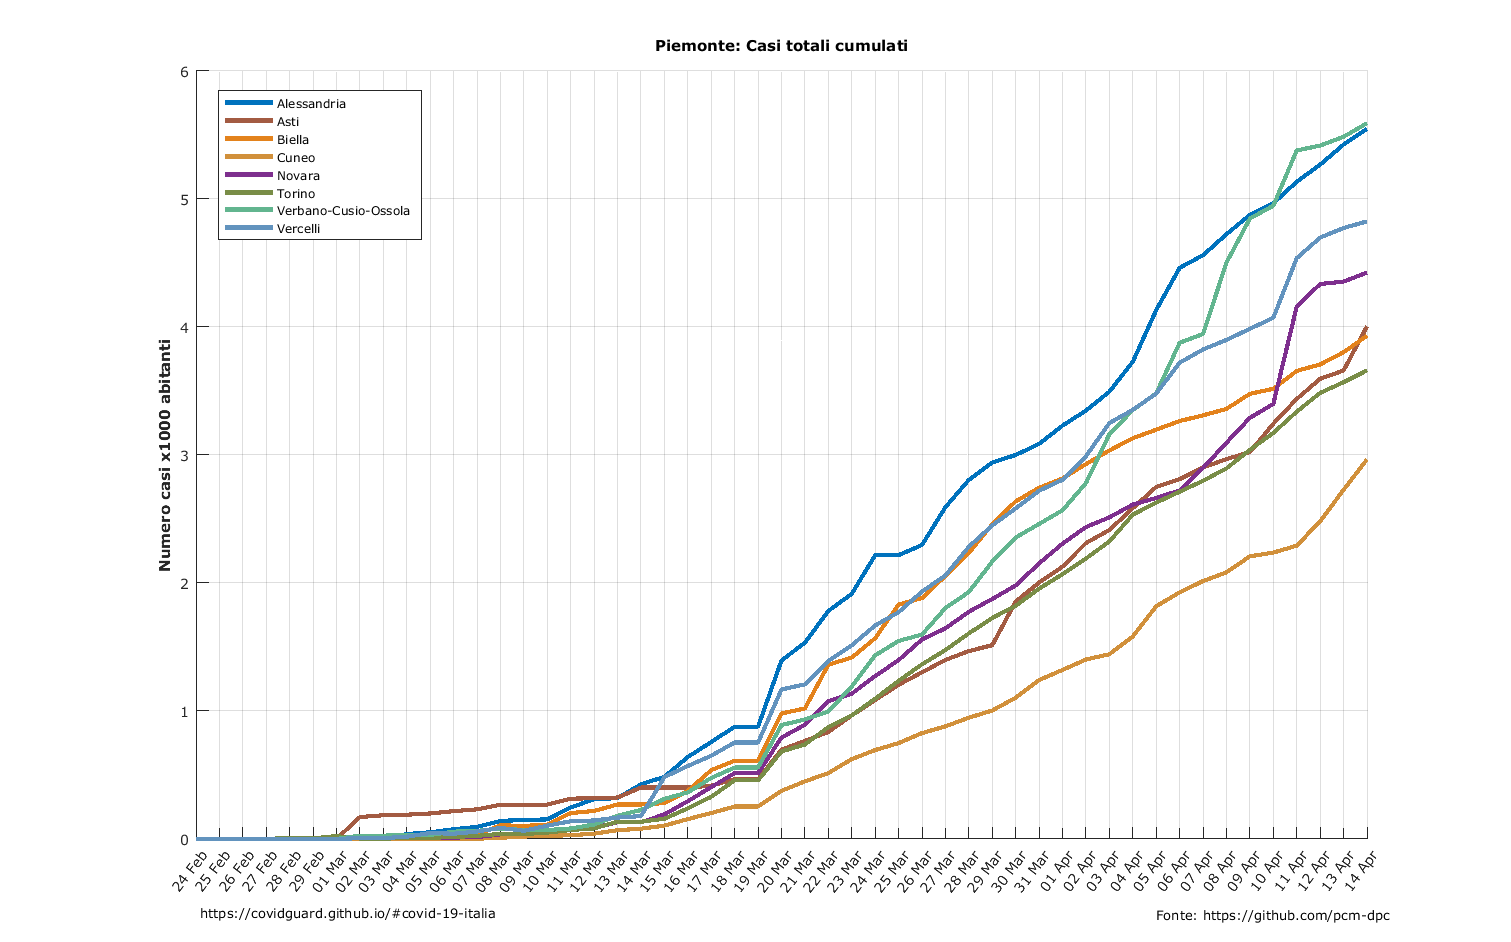 Piemonte: Casi totali cumulati
Numero casi x1000 abitanti
6
5
4
3
2
1
0
Alessandria
Asti
Biella
Cuneo
Novara
Torino
Verbano-Cusio-Ossola
Vercelli
24 Feb
25 Feb
26 Feb
27 Feb
28 Feb
29 Feb
01 Mar
02 Mar
03 Mar
04 Mar
05 Mar
06 Mar
07 Mar
08 Mar
09 Mar
10 Mar
11 Mar
12 Mar
13 Mar
14 Mar
15 Mar
16 Mar
17 Mar
18 Mar
19 Mar
20 Mar
21 Mar
22 Mar
23 Mar
24 Mar
25 Mar
26 Mar
27 Mar
28 Mar
29 Mar
30 Mar
31 Mar
01 Apr
02 Apr
03 Apr
04 Apr
05 Apr
06 Apr
07 Apr
08 Apr
09 Apr
10 Apr
11 Apr
12 Apr
13 Apr
14 Apr
https://covidguard.github.io/#covid-19-italia
Fonte: https://github.com/pcm-dpc